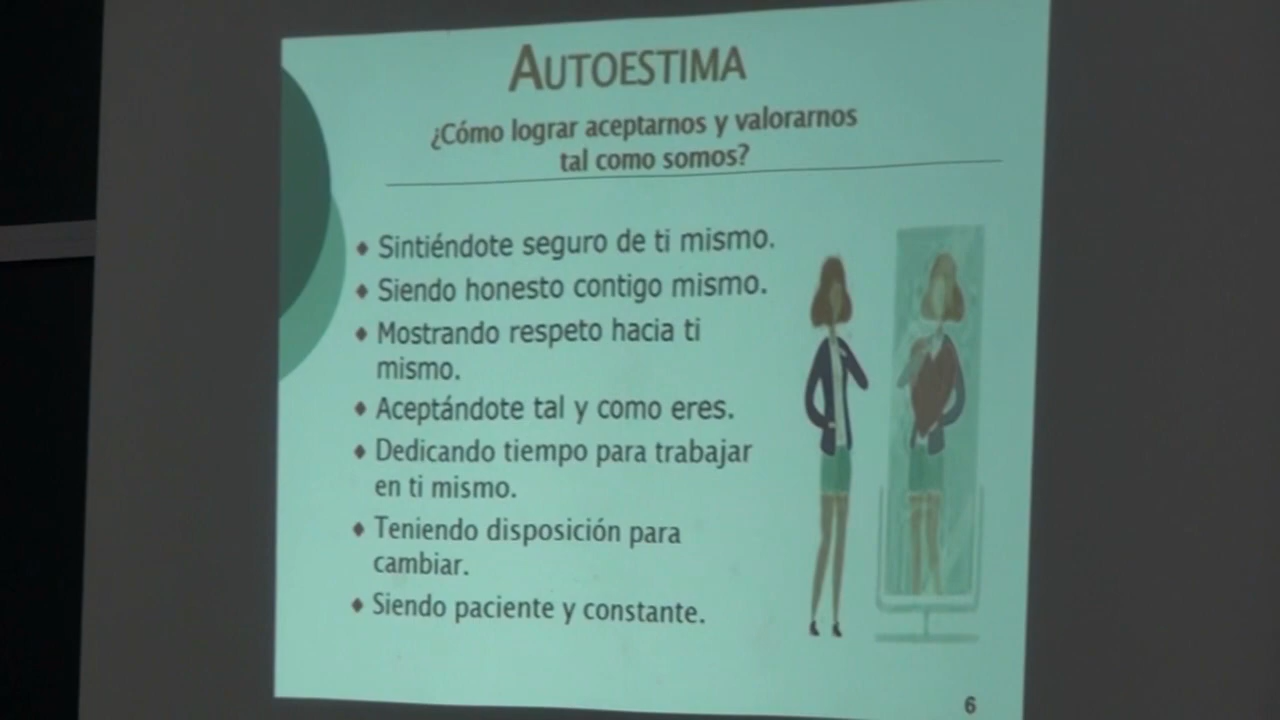 AUTOESTIMA
¿Cómo lograr aceptarnos y valorarnos
tal como somos?
♦ Sintiéndote seguro de ti mismo.
♦ Siendo honesto contigo mismo.
♦ Mostrando respeto hacia ti
mismo.
♦ Aceptándote tal y como eres.
♦ Dedicando tiempo para trabajar
en ti mismo.
♦ Teniendo disposición para
cambiar.
♦ Siendo paciente y constante.
6